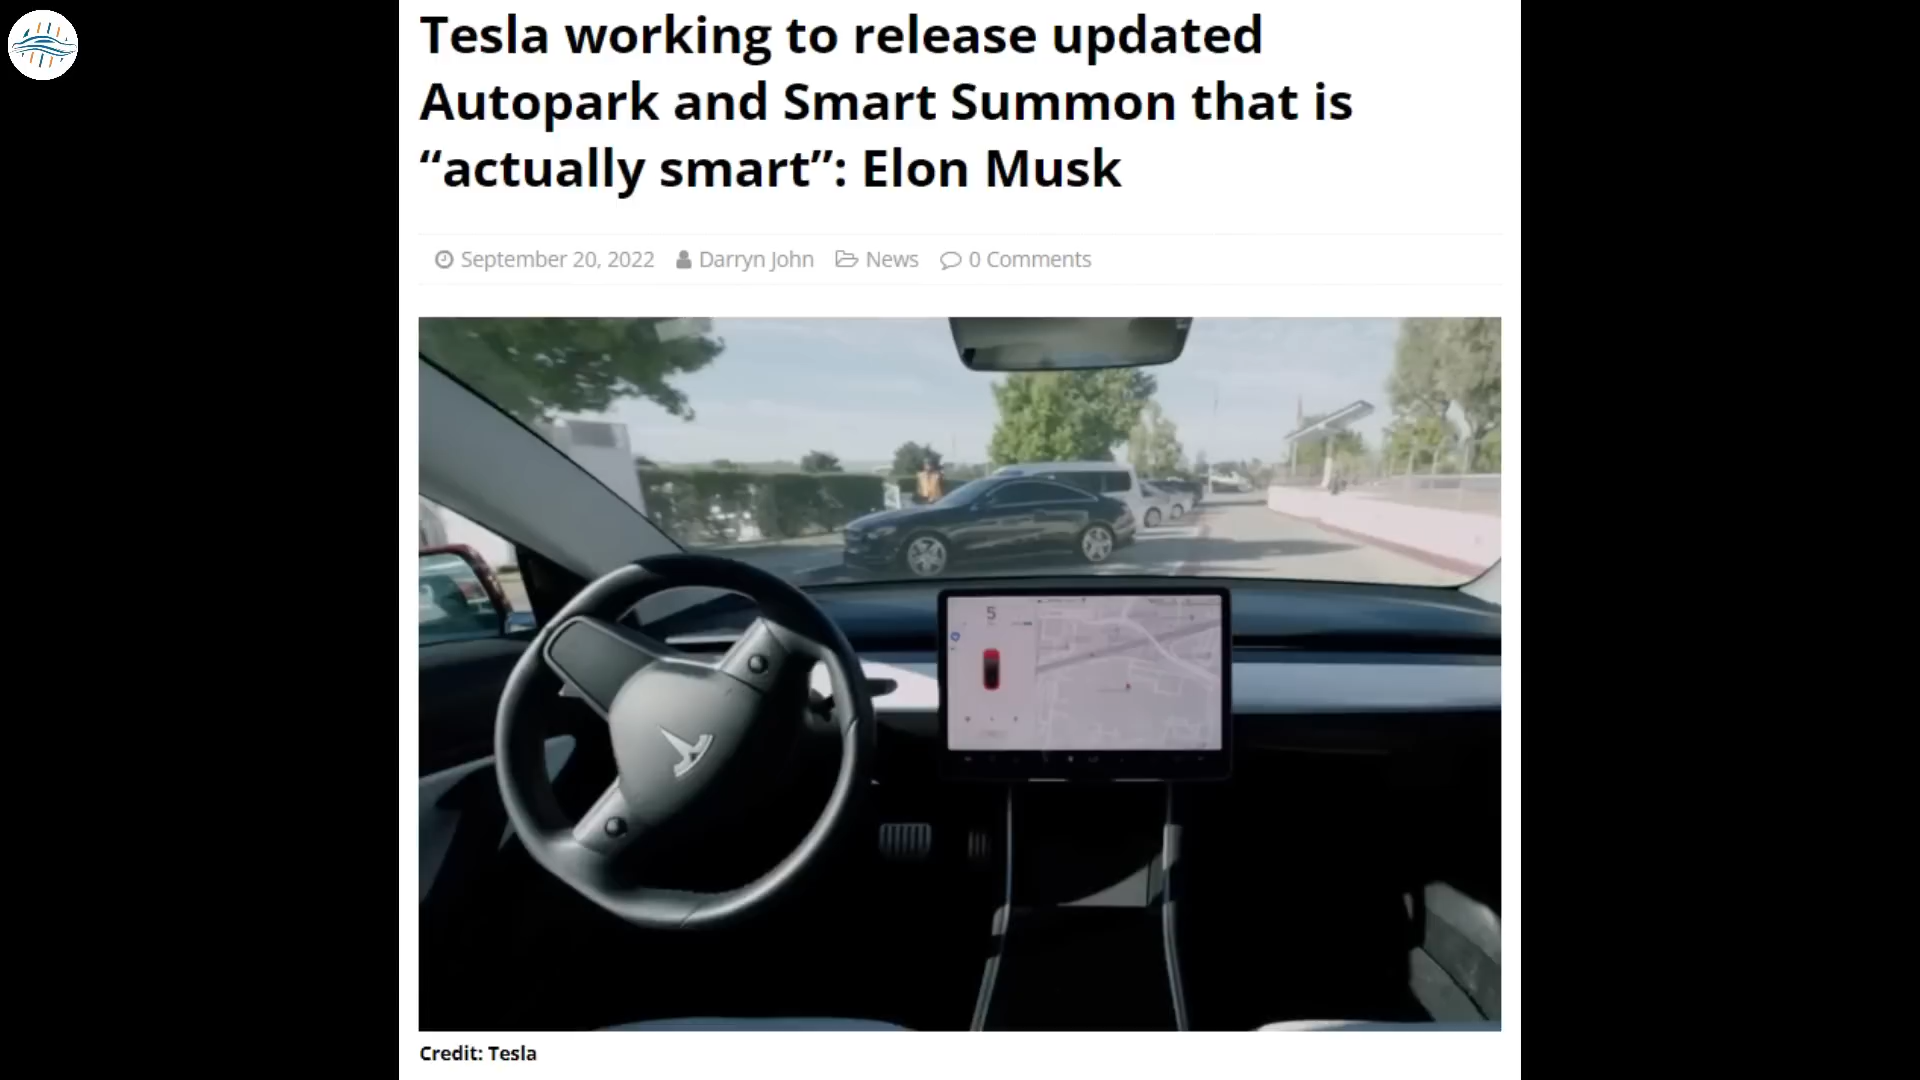 Tesla working to release updated
Autopark and Smart Summon that is
“actually smart”: Elon Musk
September 20, 2022 Darryn John News 0 Comments
5
Credit: Tesla